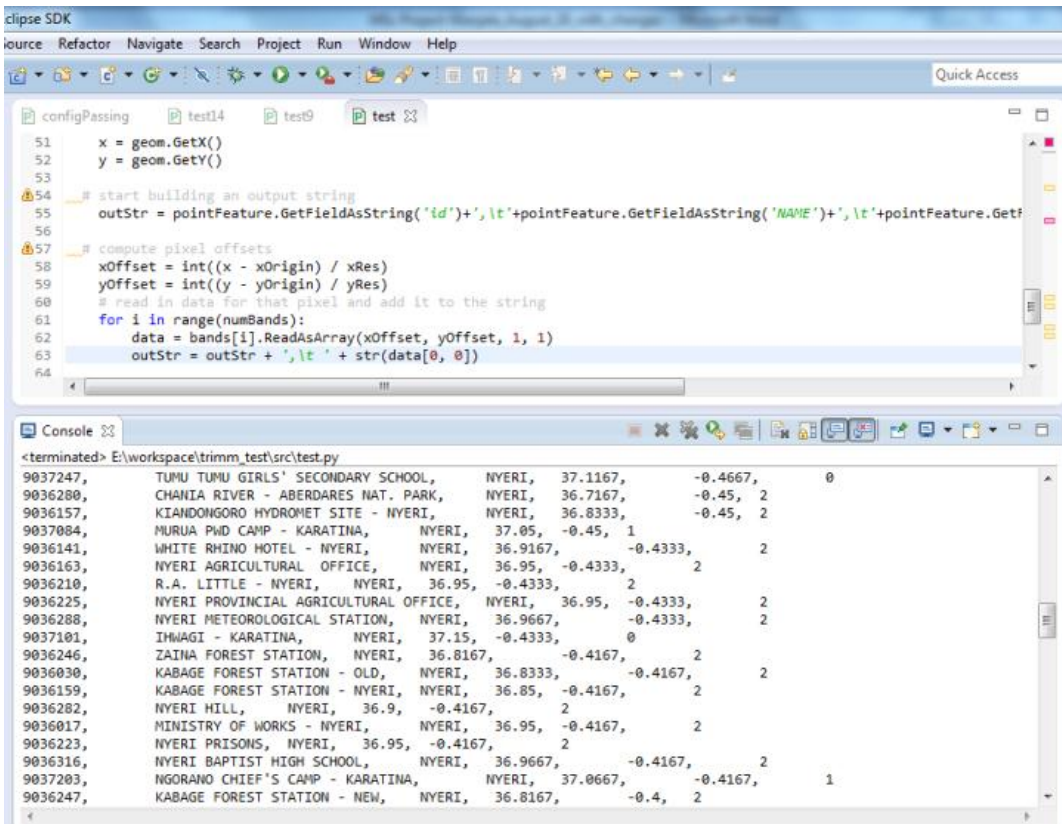 clipse SDK
Source Refactor Navigate Search Project Run Window Help
Quick Access
configPassing test14 test9 test
51 x = geom.GetX()
52 y = geom.GetY()
53
54 # start building an output string
55 outStr = pointFeature.GetFieldAsString('id')+',\t'+pointFeature.GetFieldAsString('NAME')+',\t'+pointFeature.GetF
56
57 # compute pixel offsets
58 xOffset = int((x - xOrigin) / xRes)
59 yOffset = int((y - yOrigin) / yRes)
60 # read in data for that pixel and add it to the string
61 for i in range(numBands):
62 data = bands[i].ReadAsArray(xOffset, yOffset, 1, 1)
63 outStr = outStr + ',\t ' + str(data[0, 0])
64
Console
<terminated> E:\workspace\trimm_test\src\test.py
9037247, TUMU TUMU GIRLS' SECONDARY SCHOOL, NYERI, 37.1167, -0.4667, 0
9036280, CHANIA RIVER - ABERDARES NAT. PARK, NYERI, 36.7167, -0.45, 2
9036157, KIANDONGORO HYDROMET SITE - NYERI, NYERI, 36.8333, -0.45, 2
9037084, MURUA PWD CAMP - KARATINA, NYERI, 37.05, -0.45, 1
9036141, WHITE RHINO HOTEL - NYERI, NYERI, 36.9167, -0.4333, 2
9036163, NYERI AGRICULTURAL OFFICE, NYERI, 36.95, -0.4333, 2
9036210, R.A. LITTLE - NYERI, NYERI, 36.95, -0.4333, 2
9036225, NYERI PROVINCIAL AGRICULTURAL OFFICE, NYERI, 36.95, -0.4333, 2
9036288, NYERI METEOROLOGICAL STATION, NYERI, 36.9667, -0.4333, 2
9037101, IHWAGI - KARATINA, NYERI, 37.15, -0.4333, 0
9036246, ZAINA FOREST STATION, NYERI, 36.8167, -0.4167, 2
9036030, KABAGE FOREST STATION - OLD, NYERI, 36.8333, -0.4167, 2
9036159, KABAGE FOREST STATION - NYERI, NYERI, 36.85, -0.4167, 2
9036282, NYERI HILL, NYERI, 36.9, -0.4167, 2
9036017, MINISTRY OF WORKS - NYERI, NYERI, 36.95, -0.4167, 2
9036223, NYERI PRISONS, NYERI, 36.95, -0.4167, 2
9036316, NYERI BAPTIST HIGH SCHOOL, NYERI, 36.9667, -0.4167, 2
9037203, NGORANO CHIEF'S CAMP - KARATINA, NYERI, 37.0667, -0.4167, 1
9036247, KABAGE FOREST STATION - NEW, NYERI, 36.8167, -0.4, 2